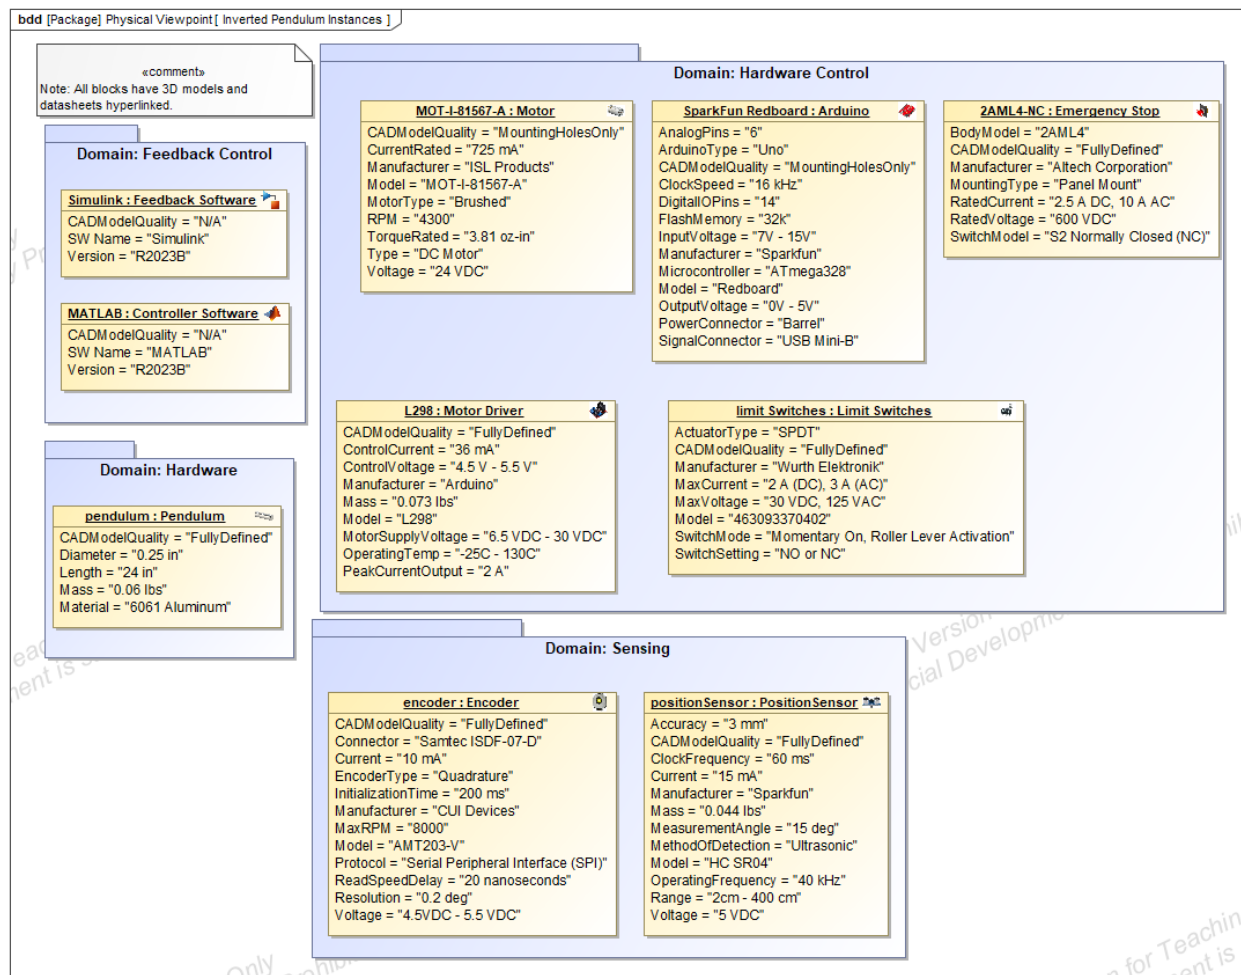 bdd [Package] Physical Viewpoint [ Inverted Pendulum Instances ]
«comment»
Note: All blocks have 3D models and
datasheets hyperlinked.
Domain: Feedback Control
Simulink : Feedback Software
CADModelQuality = "N/A"
SW Name = "Simulink"
Version = "R2023B"
MATLAB : Controller Software
CADModelQuality = "N/A"
SW Name = "MATLAB"
Version = "R2023B"
Domain: Hardware
pendulum : Pendulum
CADModelQuality = "FullyDefined"
Diameter = "0.25 in"
Length = "24 in"
Mass = "0.06 lbs"
Material = "6061 Aluminum"
Domain: Hardware Control
MOT-I-81567-A : Motor
CADModelQuality = "MountingHolesOnly"
CurrentRated = "725 mA"
Manufacturer = "ISL Products"
Model = "MOT-I-81567-A"
MotorType = "Brushed"
RPM = "4300"
TorqueRated = "3.81 oz-in"
Type = "DC Motor"
Voltage = "24 VDC"
SparkFun Redboard : Arduino
AnalogPins = "6"
ArduinoType = "Uno"
CADModelQuality = "MountingHolesOnly"
ClockSpeed = "16 kHz"
DigitalIOPins = "14"
FlashMemory = "32k"
InputVoltage = "7V - 15V"
Manufacturer = "Sparkfun"
Microcontroller = "ATmega328"
Model = "Redboard"
OutputVoltage = "0V - 5V"
PowerConnector = "Barrel"
SignalConnector = "USB Mini-B"
2AML4-NC : Emergency Stop
BodyModel = "2AML4"
CADModelQuality = "FullyDefined"
Manufacturer = "Altech Corporation"
MountingType = "Panel Mount"
RatedCurrent = "2.5 A DC, 10 A AC"
RatedVoltage = "600 VDC"
SwitchModel = "S2 Normally Closed (NC)"
L298 : Motor Driver
CADModelQuality = "FullyDefined"
ControlCurrent = "36 mA"
ControlVoltage = "4.5 V - 5.5 V"
Manufacturer = "Arduino"
Mass = "0.073 lbs"
Model = "L298"
MotorSupplyVoltage = "6.5 VDC - 30 VDC"
OperatingTemp = "-25C - 130C"
PeakCurrentOutput = "2 A"
limit Switches : Limit Switches
ActuatorType = "SPDT"
CADModelQuality = "FullyDefined"
Manufacturer = "Wurth Elektronik"
MaxCurrent = "2 A (DC), 3 A (AC)"
MaxVoltage = "30 VDC, 125 VAC"
Model = "463093370402"
SwitchMode = "Momentary On, Roller Lever Activation"
SwitchSetting = "NO or NC"
Domain: Sensing
encoder : Encoder
CADModelQuality = "FullyDefined"
Connector = "Samtec ISDF-07-D"
Current = "10 mA"
EncoderType = "Quadrature"
InitializationTime = "200 ms"
Manufacturer = "CUI Devices"
MaxRPM = "8000"
Model = "AMT203-V"
Protocol = "Serial Peripheral Interface (SPI)"
ReadSpeedDelay = "20 nanoseconds"
Resolution = "0.2 deg"
Voltage = "4.5VDC - 5.5 VDC"
positionSensor : PositionSensor
Accuracy = "3 mm"
CADModelQuality = "FullyDefined"
ClockFrequency = "60 ms"
Current = "15 mA"
Manufacturer = "Sparkfun"
Mass = "0.044 lbs"
MeasurementAngle = "15 deg"
MethodOfDetection = "Ultrasonic"
Model = "HC SR04"
OperatingFrequency = "40 kHz"
Range = "2cm - 400 cm"
Voltage = "5 VDC"
Version
Only
for Teachin